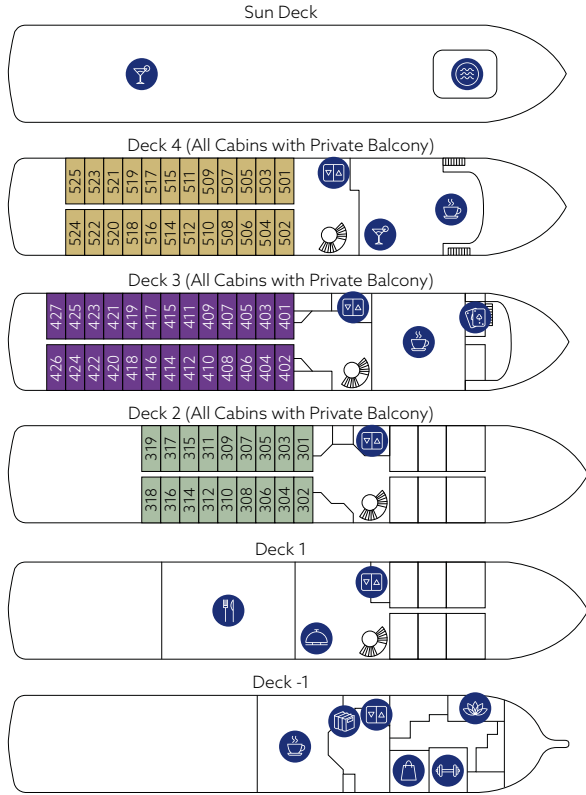 Sun Deck
Deck 4 (All Cabins with Private Balcony)
525 523 521 519 517 515 511 509 507 505 503 501
524 522 520 518 516 514 512 510 508 506 504 502
Deck 3 (All Cabins with Private Balcony)
427 425 423 421 419 417 415 411 409 407 405 403 401
426 424 422 420 418 416 414 412 410 408 406 404 402
Deck 2 (All Cabins with Private Balcony)
319 317 315 311 309 307 305 303 301
318 316 314 312 310 308 306 304 302
Deck 1
Deck -1